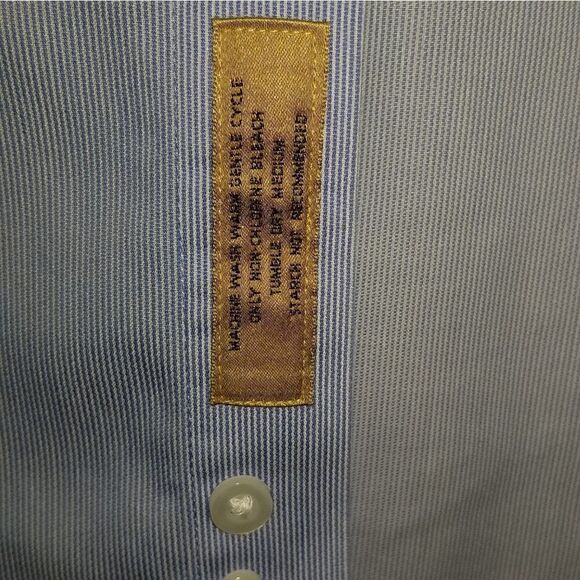 MACHINE WASH WARM GENTLE CYCLE
ONLY NON-CHLORINE BLEACH
TUMBLE DRY MEDIUM
STARCH NOT RECOMMENDED